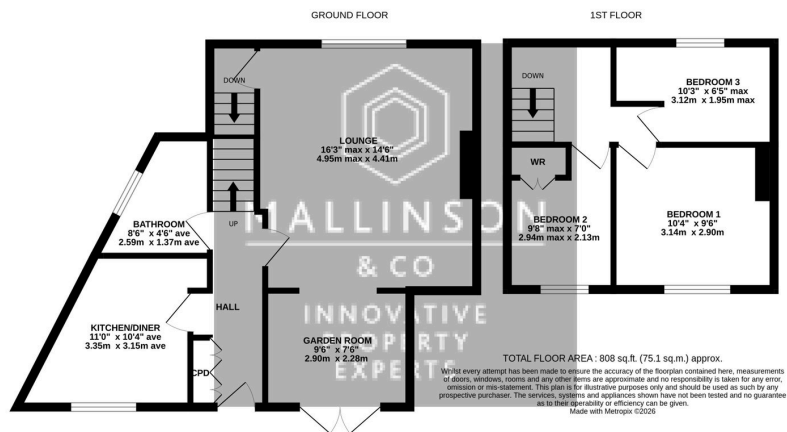 GROUND FLOOR
DOWN
LOUNGE
16'3" max x 14'6"
4.95m max x 4.41m
UP
BATHROOM
8'6" x 4'6" ave
2.59m x 1.37m ave
HALL
KITCHEN/DINER
11'0" x 10'4" ave
3.35m x 3.15m ave
CPD
GARDEN ROOM
9'6" x 7'6"
2.90m x 2.28m
MALLINSON
& CO
INNOVATIVE
PROPERTY
EXPERTS
1ST FLOOR
DOWN
BEDROOM 3
10'3" x 6'5" max
3.12m x 1.95m max
WR
BEDROOM 2
9'8" max x 7'0"
2.94m max x 2.13m
BEDROOM 1
10'4" x 9'6"
3.14m x 2.90m
TOTAL FLOOR AREA : 808 sq.ft. (75.1 sq.m.) approx.
Whilst every attempt has been made to ensure the accuracy of the floorplan contained here, measurements
of doors, windows, rooms and any other items are approximate and no responsibility is taken for any error,
omission or mis-statement. This plan is for illustrative purposes only and should be used as such by any
prospective purchaser. The services, systems and appliances shown have not been tested and no guarantee
as to their operability or efficiency can be given.
Made with Metropix ©2026